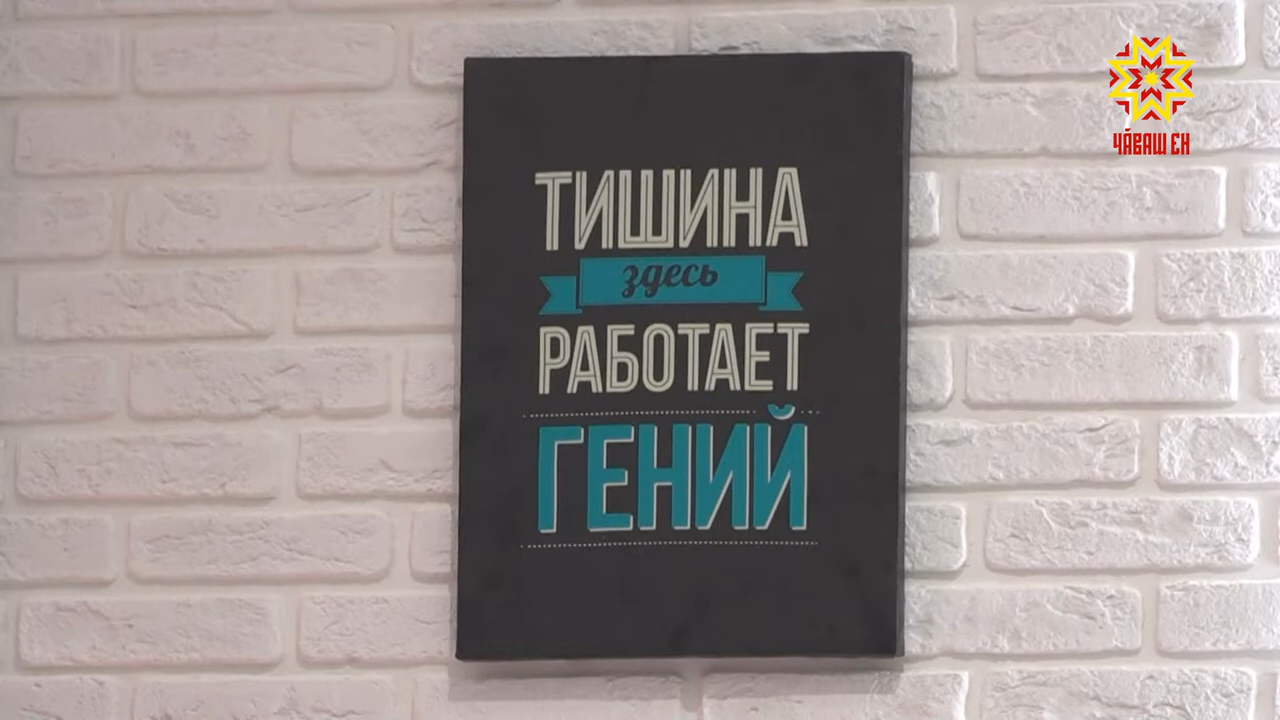 ЧӐВАШ ЕН
ТИШИНА
здесь
РАБОТАЕТ
ГЕНИЙ